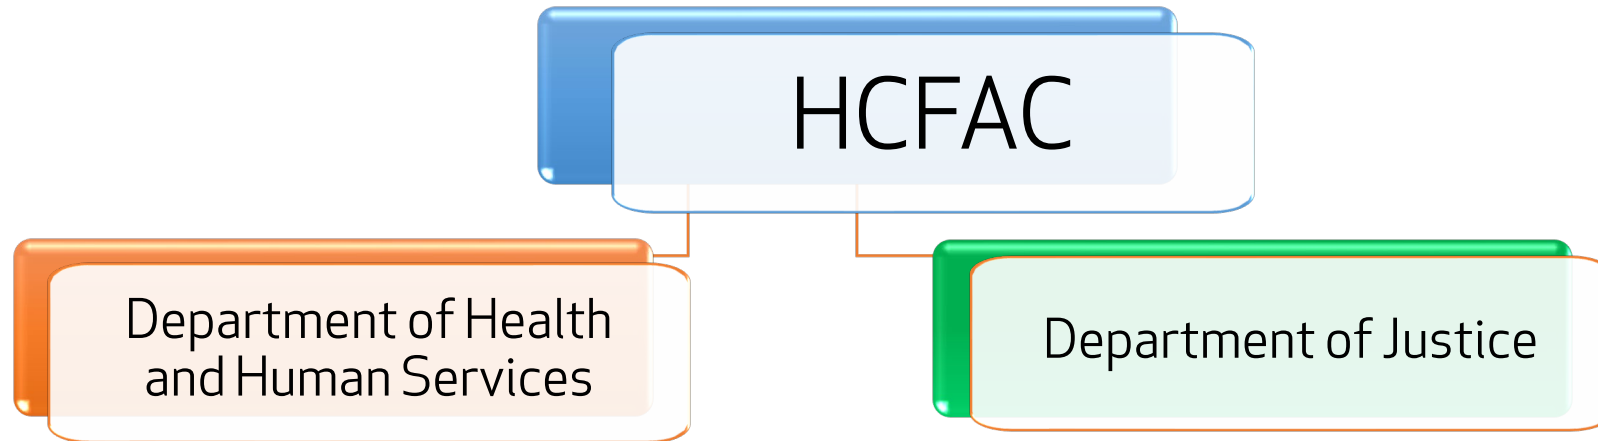 HCFAC
Department of Health
and Human Services
Department of Justice